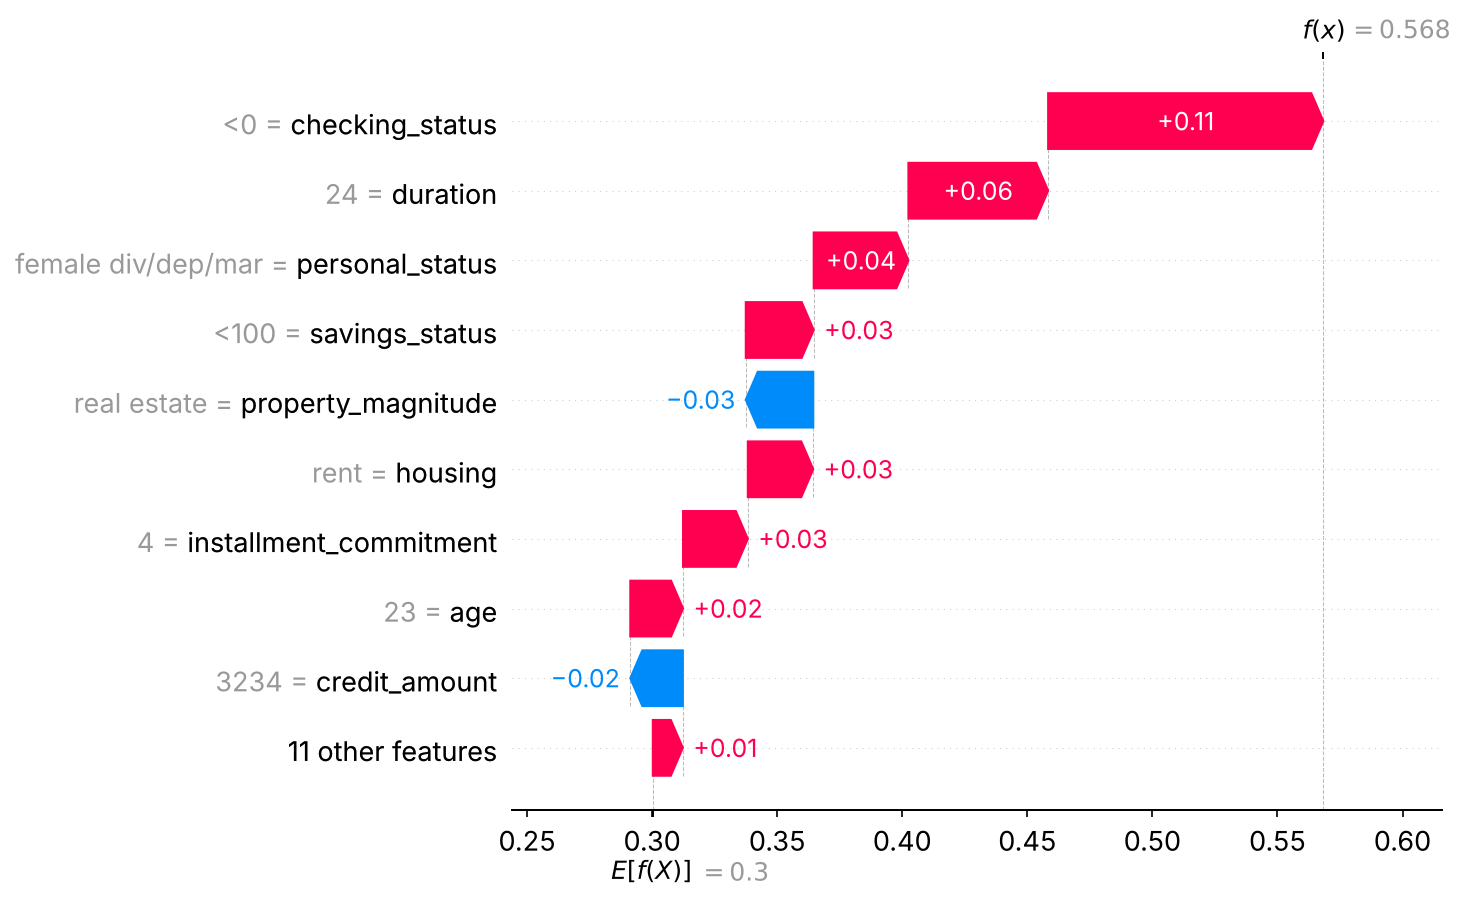 f(x) = 0.568
<0 = checking_status +0.11
24 = duration +0.06
female div/dep/mar = personal_status +0.04
<100 = savings_status +0.03
real estate = property_magnitude −0.03
rent = housing +0.03
4 = installment_commitment +0.03
23 = age +0.02
3234 = credit_amount −0.02
11 other features +0.01
0.25 0.30 0.35 0.40 0.45 0.50 0.55 0.60
E[f(X)] = 0.3